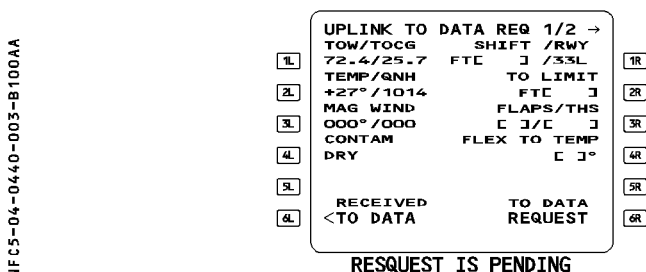 IFC5-04-0440-003-B100AA
UPLINK TO DATA REQ 1/2 →
TOW/TOCG SHIFT /RWY
1L 72.4/25.7 FT[ ] /33L 1R
TEMP/QNH TO LIMIT
2L +27°/1014 FT[ ] 2R
MAG WIND FLAPS/THS
3L 000°/000 [ ]/[ ] 3R
CONTAM FLEX TO TEMP
4L DRY [ ]° 4R
5L 5R
RECEIVED TO DATA
6L <TO DATA REQUEST 6R
RESQUEST IS PENDING